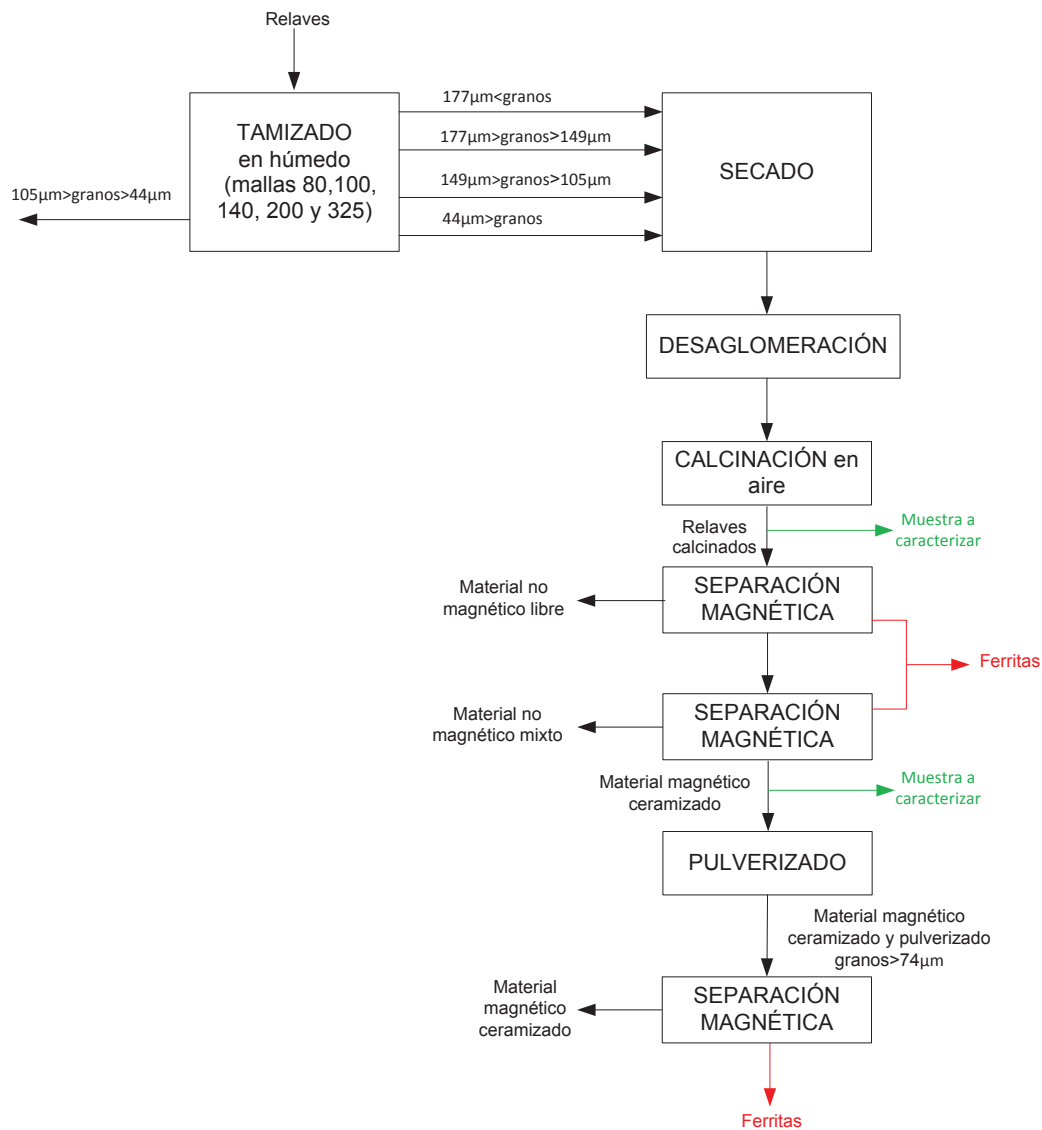 Relaves
TAMIZADO
en húmedo
(mallas 80,100,
140, 200 y 325)
177µm<granos
177µm>granos>149µm
149µm>granos>105µm
44µm>granos
105µm>granos>44µm
SECADO
DESAGLOMERACIÓN
CALCINACIÓN en
aire
Relaves
calcinados
Muestra a
caracterizar
SEPARACIÓN
MAGNÉTICA
Material no
magnético libre
Ferritas
SEPARACIÓN
MAGNÉTICA
Material no
magnético mixto
Material magnético
ceramizado
Muestra a
caracterizar
PULVERIZADO
Material magnético
ceramizado y pulverizado
granos>74µm
SEPARACIÓN
MAGNÉTICA
Material
magnético
ceramizado
Ferritas